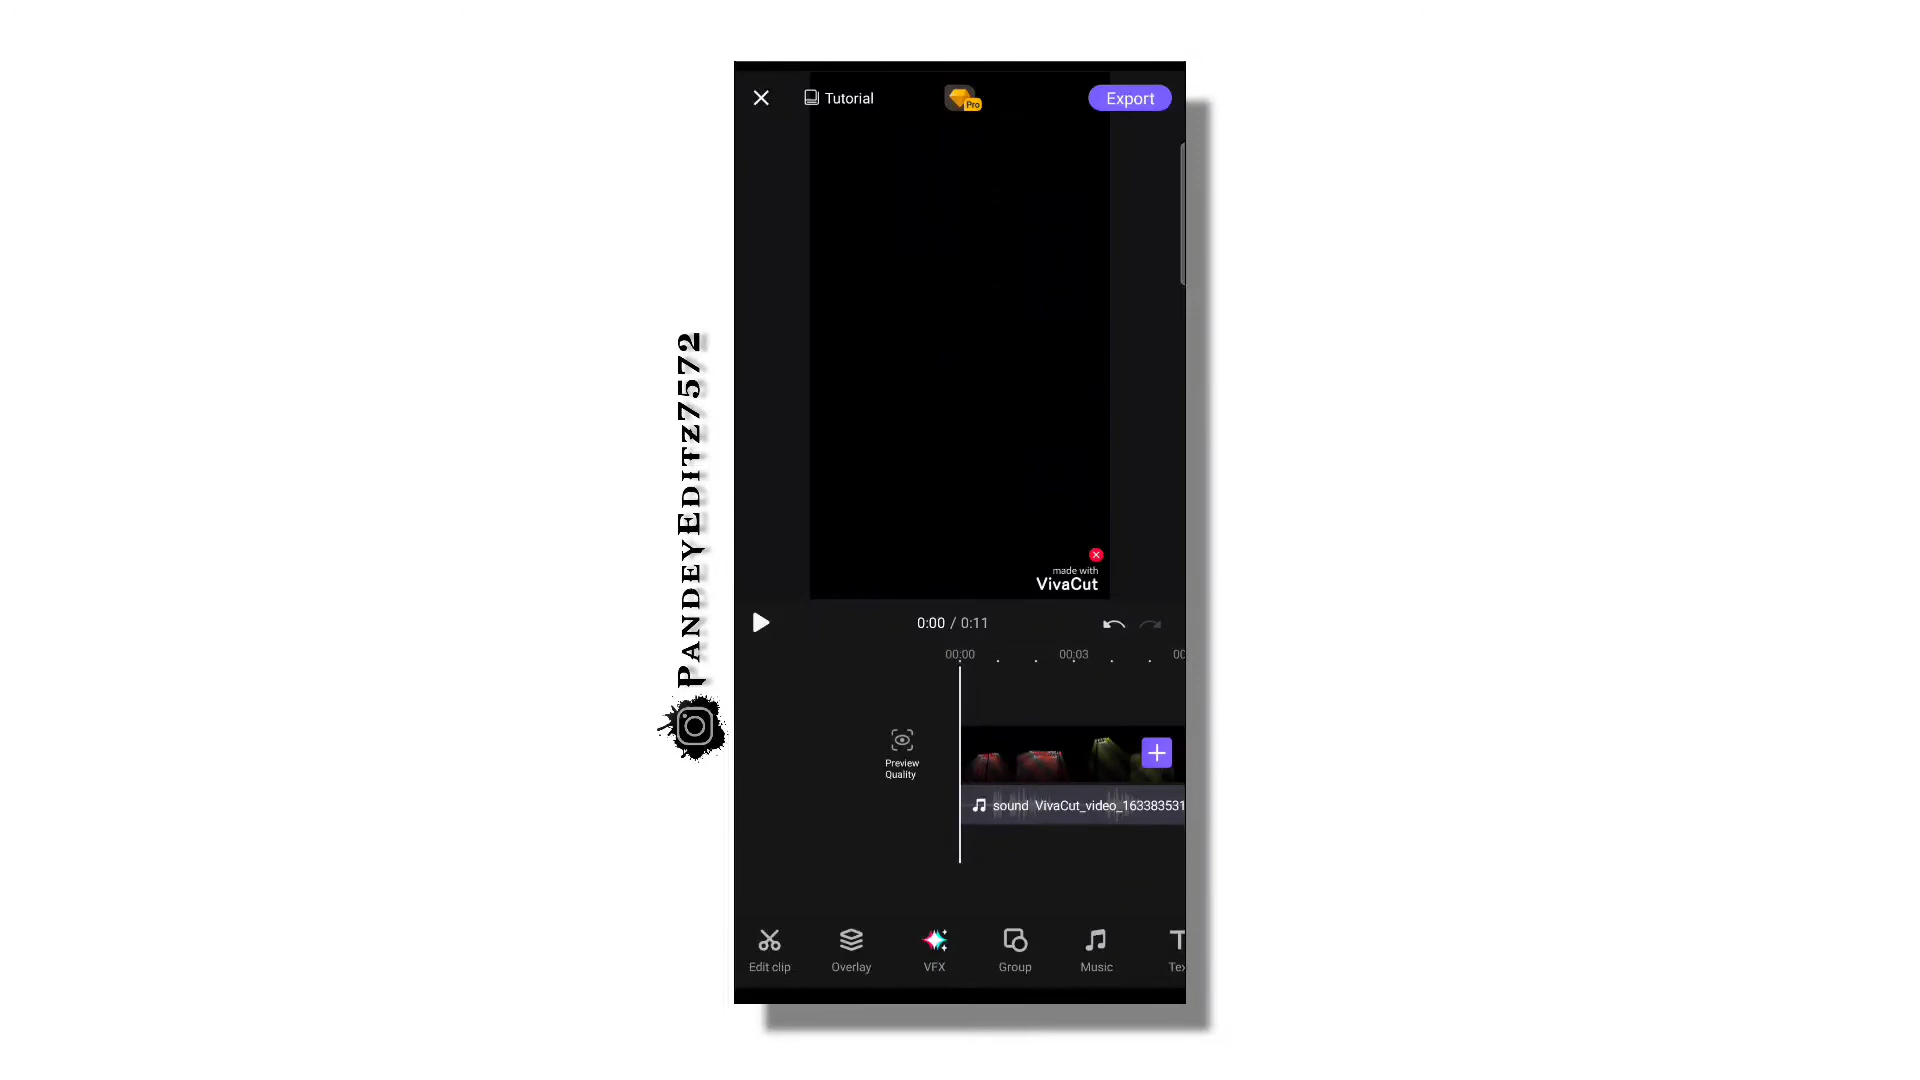 Tutorial
Pro
Export
PandeyEditz7572
made with
VivaCut
0:00 / 0:11
00:00
00:03
Preview
Quality
sound VivaCut_video_163383531
Edit clip
Overlay
VFX
Group
Music